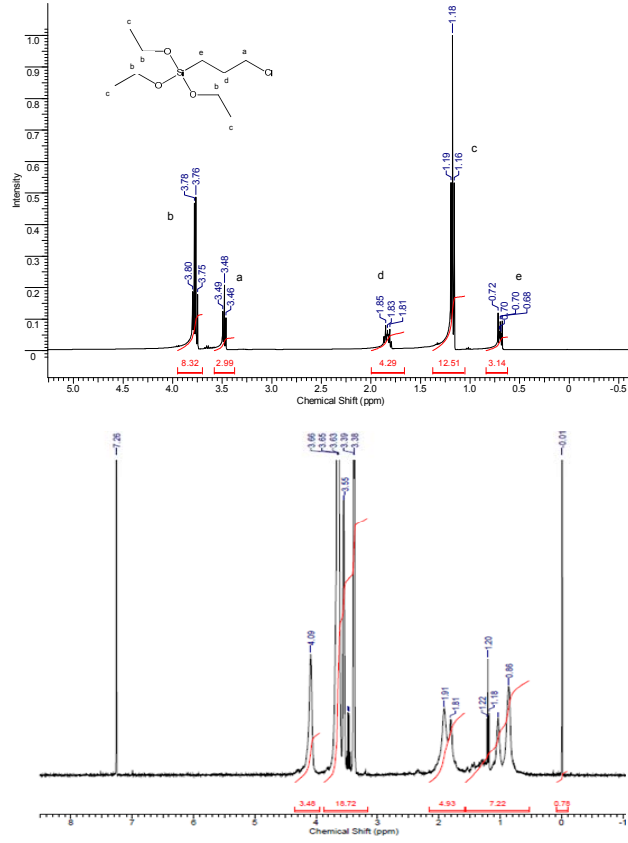 1.18
c
e
a
b
O
Si
Cl
b
O
d
c
O
b
c
1.0
0.9
0.8
0.7
0.6
0.5
0.4
0.3
0.2
0.1
0
Intensity
1.19
1.16
c
3.78
3.76
b
3.80
3.75
a
3.49
3.48
3.46
d
1.85
1.83
1.81
e
0.72
0.70
0.70
0.68
8.32 2.99 4.29 12.51 3.14
5.0 4.5 4.0 3.5 3.0 2.5 2.0 1.5 1.0 0.5 0 -0.5
Chemical Shift (ppm)
7.26
3.66
3.65
3.63
3.39
3.38
3.55
-0.01
4.09
1.91
1.81
1.22
1.20
1.18
0.86
3.48 18.72 4.93 7.22 0.78
8 7 6 5 4 3 2 1 0 -1
Chemical Shift (ppm)